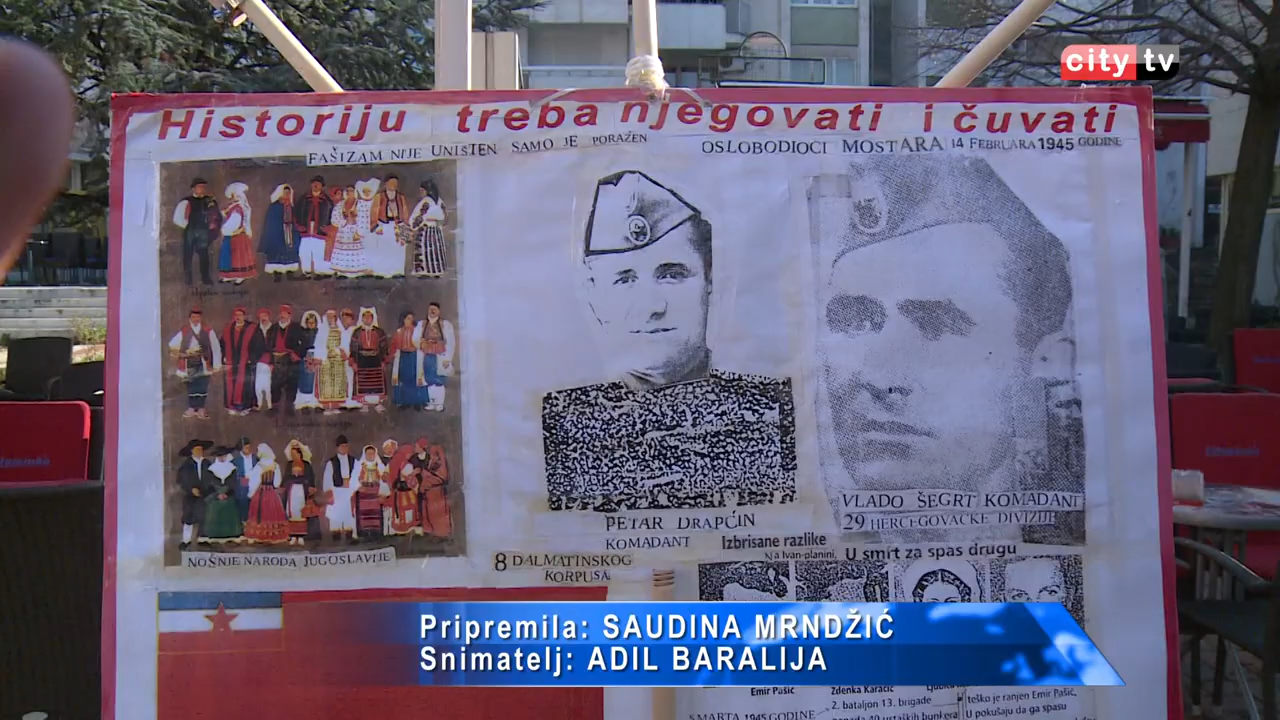 city tv
Historiju treba njegovati i čuvati
FAŠIZAM NIJE UNIŠTEN SAMO JE PORAŽEN
OSLOBODIOCI MOSTARA 14 FEBRUARA 1945 GODINE
NOŠNJE NARODA JUGOSLAVIJE
PETAR DRAPČIN
KOMADANT
8 DALMATINSKOG
KORPUSA
VLADO ŠEGRT KOMADANT
29 HERCEGOVAČKE DIVIZIJE
Izbrisane razlike
Na Ivan-planini, U smrt za spas drugu
Pripremila: SAUDINA MRNDŽIĆ
Snimatelj: ADIL BARALIJA
Emir Pašić
Zdenka Karačić
2. bataljon 13. brigade
5 MARTA 1945 GODINE
teško je ranjen Emir Pašić,
U pokušaju da ga spasu